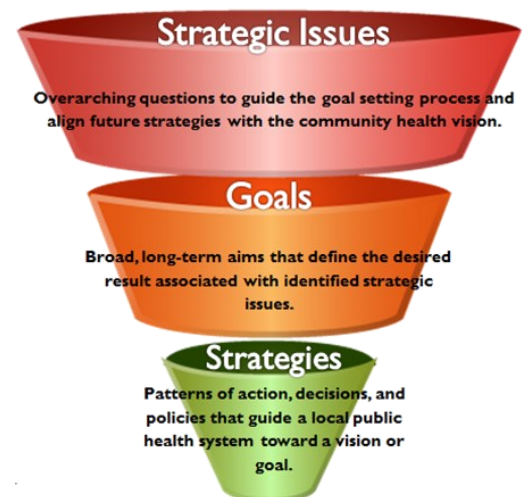 Strategic Issues
Overarching questions to guide the goal setting process and
align future strategies with the community health vision.
Goals
Broad, long-term aims that define the desired
result associated with identified strategic
issues.
Strategies
Patterns of action, decisions, and
policies that guide a local public
health system toward a vision or
goal.